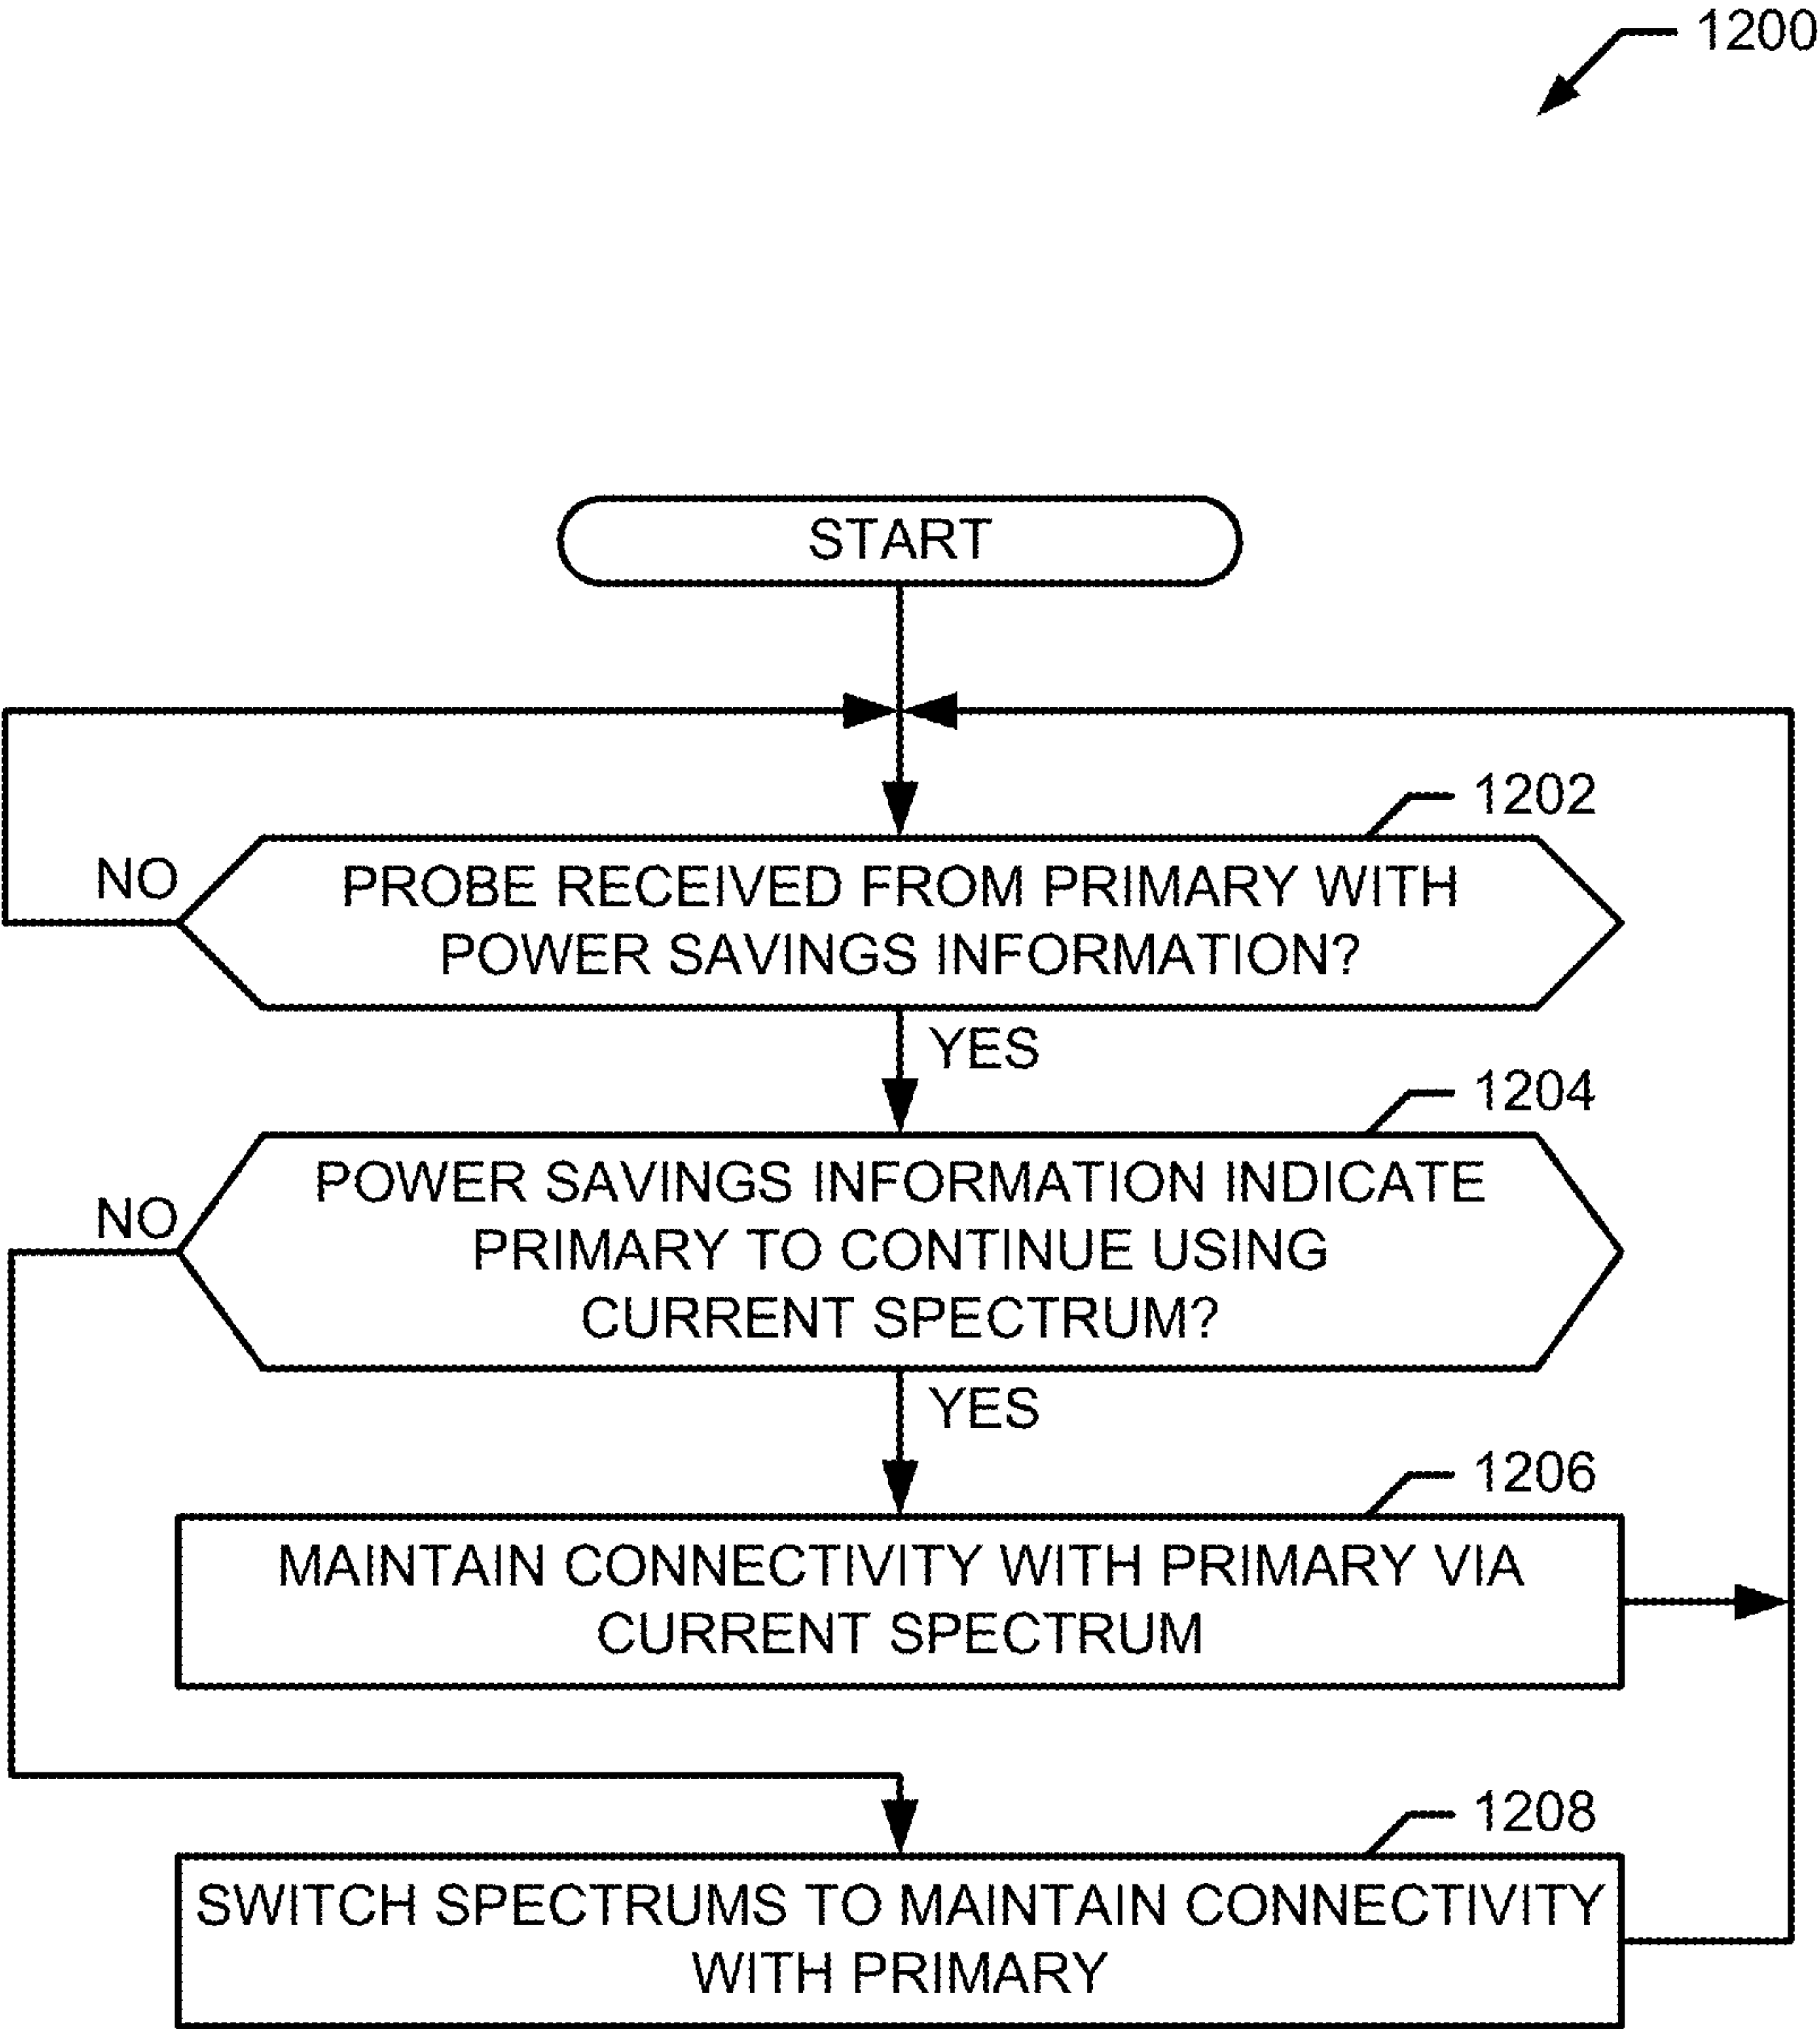 1200
START
1202
NO
PROBE RECEIVED FROM PRIMARY WITH
POWER SAVINGS INFORMATION?
YES
1204
NO
POWER SAVINGS INFORMATION INDICATE
PRIMARY TO CONTINUE USING
CURRENT SPECTRUM?
YES
1206
MAINTAIN CONNECTIVITY WITH PRIMARY VIA
CURRENT SPECTRUM
1208
SWITCH SPECTRUMS TO MAINTAIN CONNECTIVITY
WITH PRIMARY